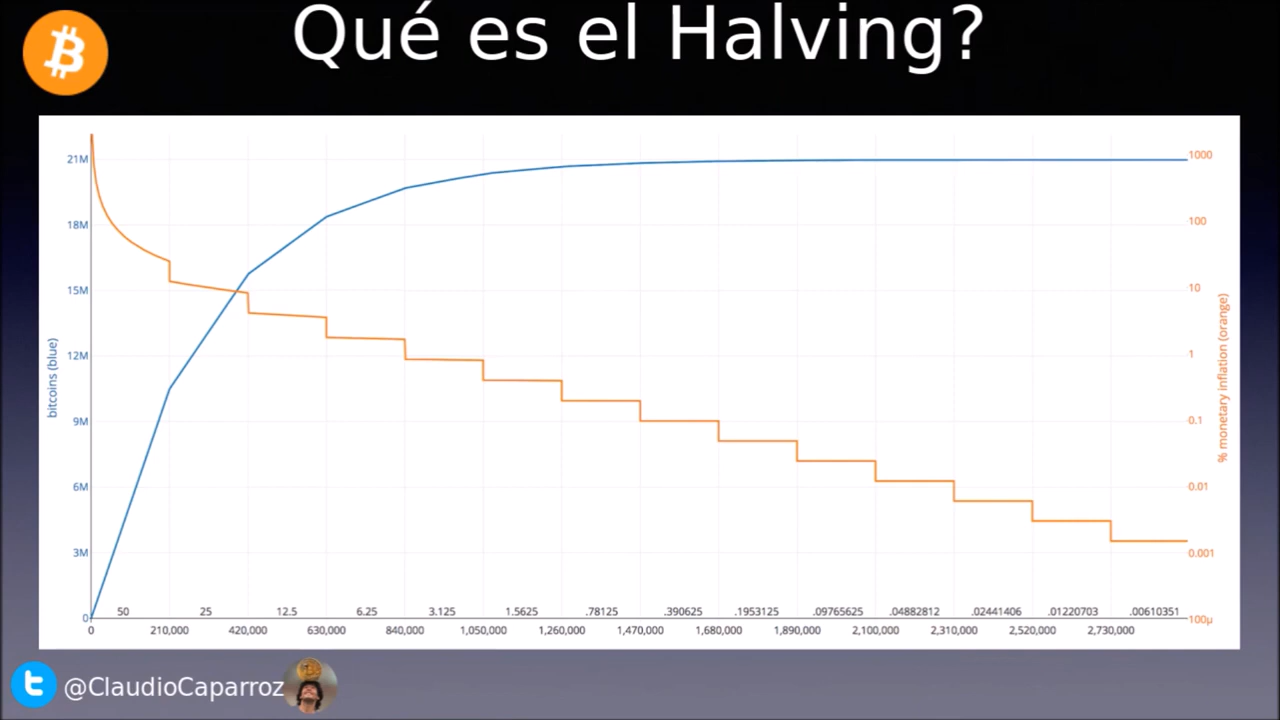 Qué es el Halving?
21M
18M
15M
12M
9M
6M
3M
0
bitcoins (blue)
1000
100
10
1
0.1
0.01
0.001
100µ
% monetary inflation (orange)
50 25 12.5 6.25 3.125 1.5625 .78125 .390625 .1953125 .09765625 .04882812 .02441406 .01220703 .00610351
0 210,000 420,000 630,000 840,000 1,050,000 1,260,000 1,470,000 1,680,000 1,890,000 2,100,000 2,310,000 2,520,000 2,730,000
@ClaudioCaparroz